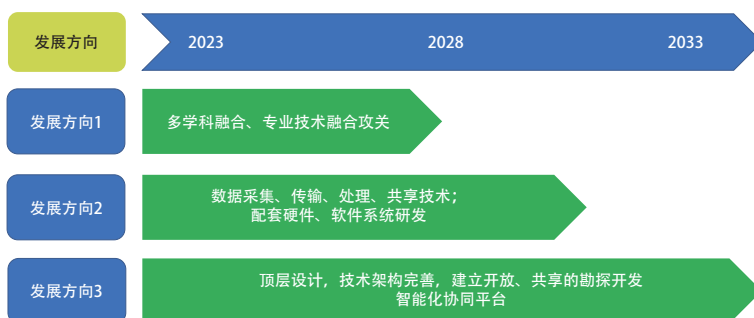 发展方向
2023
2028
2033
发展方向1
多学科融合、专业技术融合攻关
发展方向2
数据采集、传输、处理、共享技术；
配套硬件、软件系统研发
发展方向3
顶层设计，技术架构完善，建立开放、共享的勘探开发
智能化协同平台